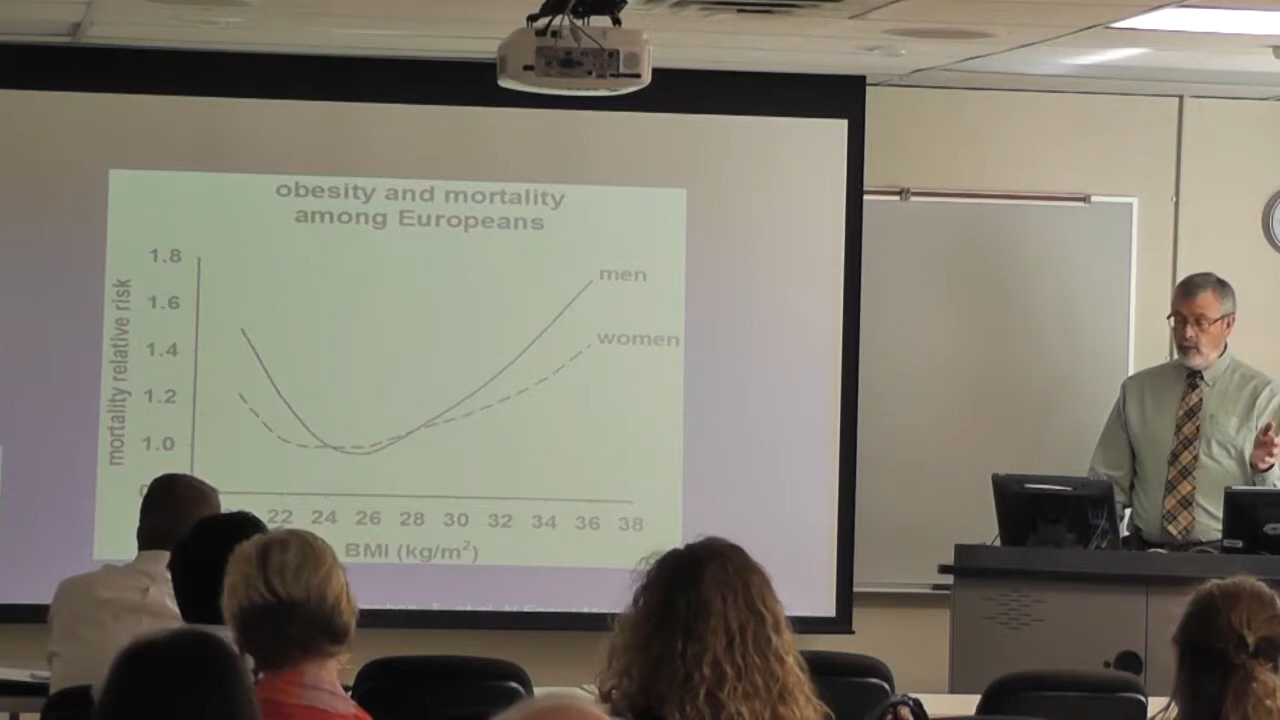 obesity and mortality
among Europeans
mortality relative risk
1.8
1.6
1.4
1.2
1.0
men
women
22 24 26 28 30 32 34 36 38
BMI (kg/m²)